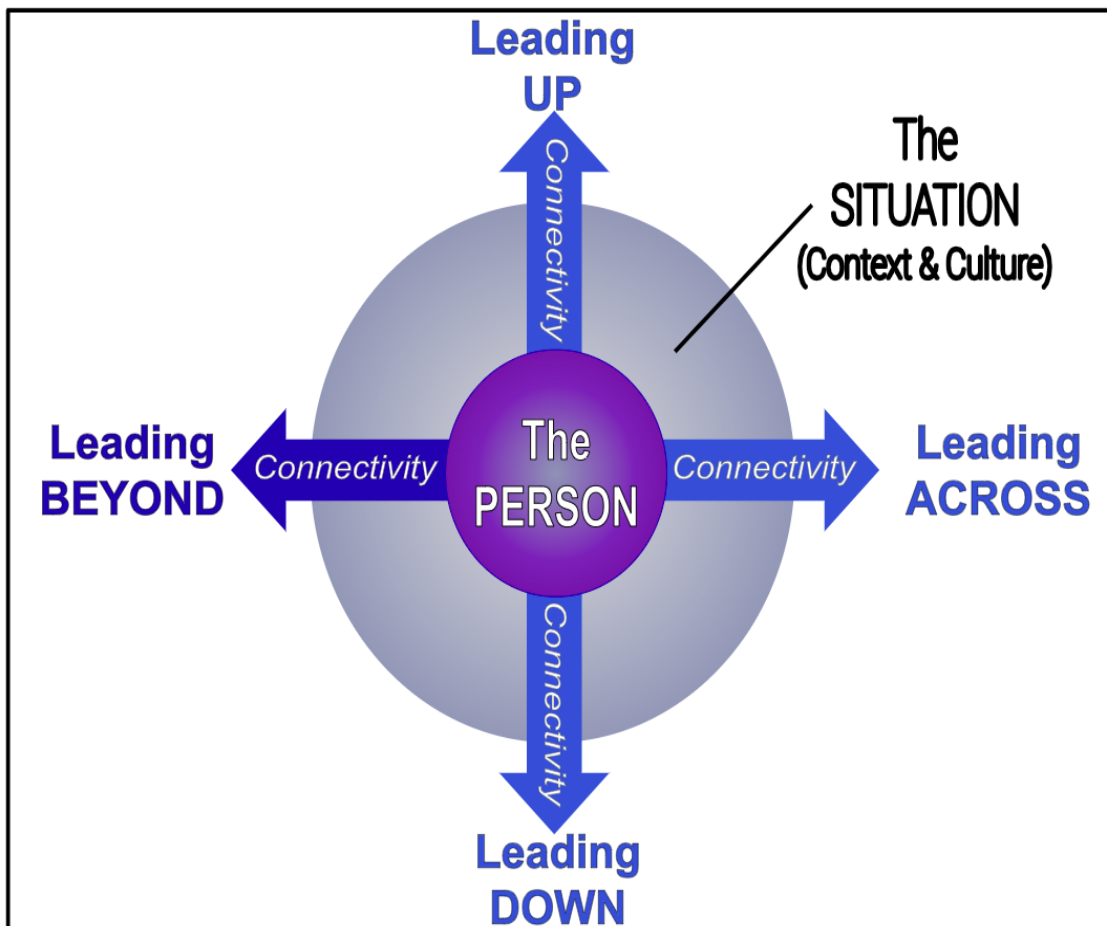 Leading
UP
Connectivity
The
SITUATION
(Context & Culture)
Leading
BEYOND
Connectivity
The
PERSON
Connectivity
Leading
ACROSS
Connectivity
Leading
DOWN